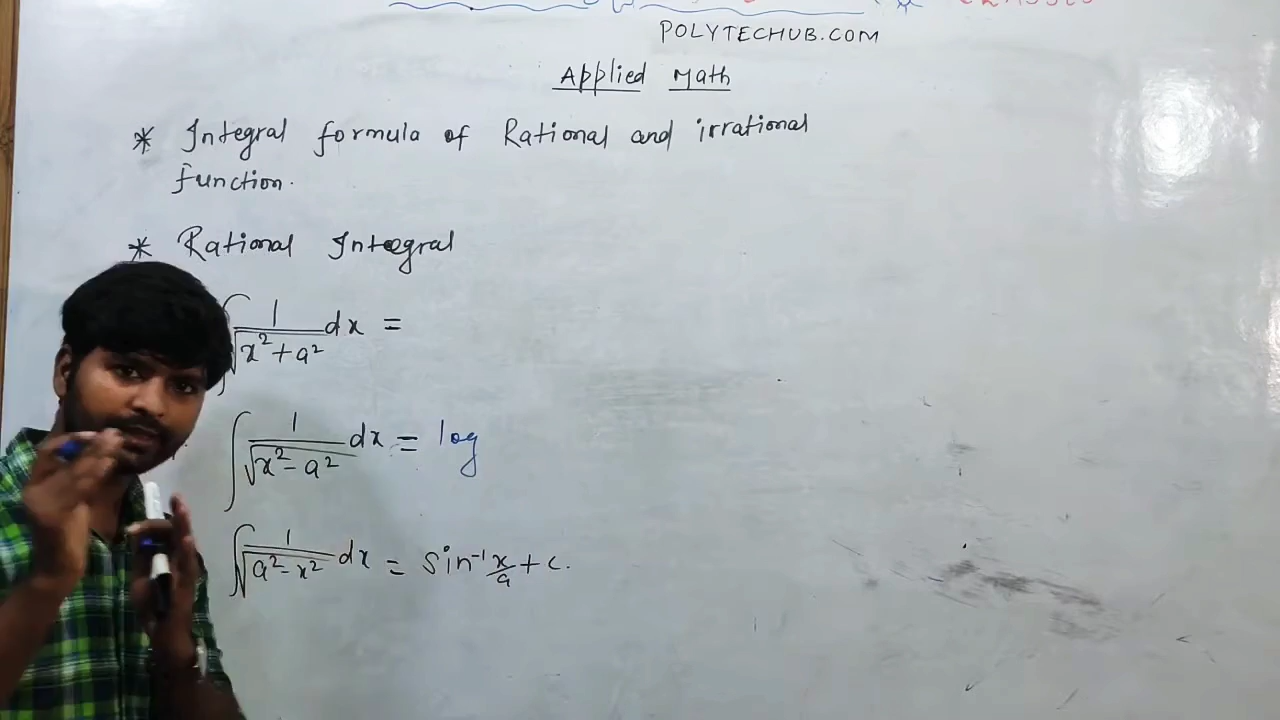 POLYTECHUB.COM
Applied Math
* Integral formula of Rational and irrational
function.
* Rational Integral
∫ 1/√(x²+a²) dx =
∫ 1/√(x²-a²) dx = log
∫ 1/√(a²-x²) dx = sin⁻¹ x/a + c.